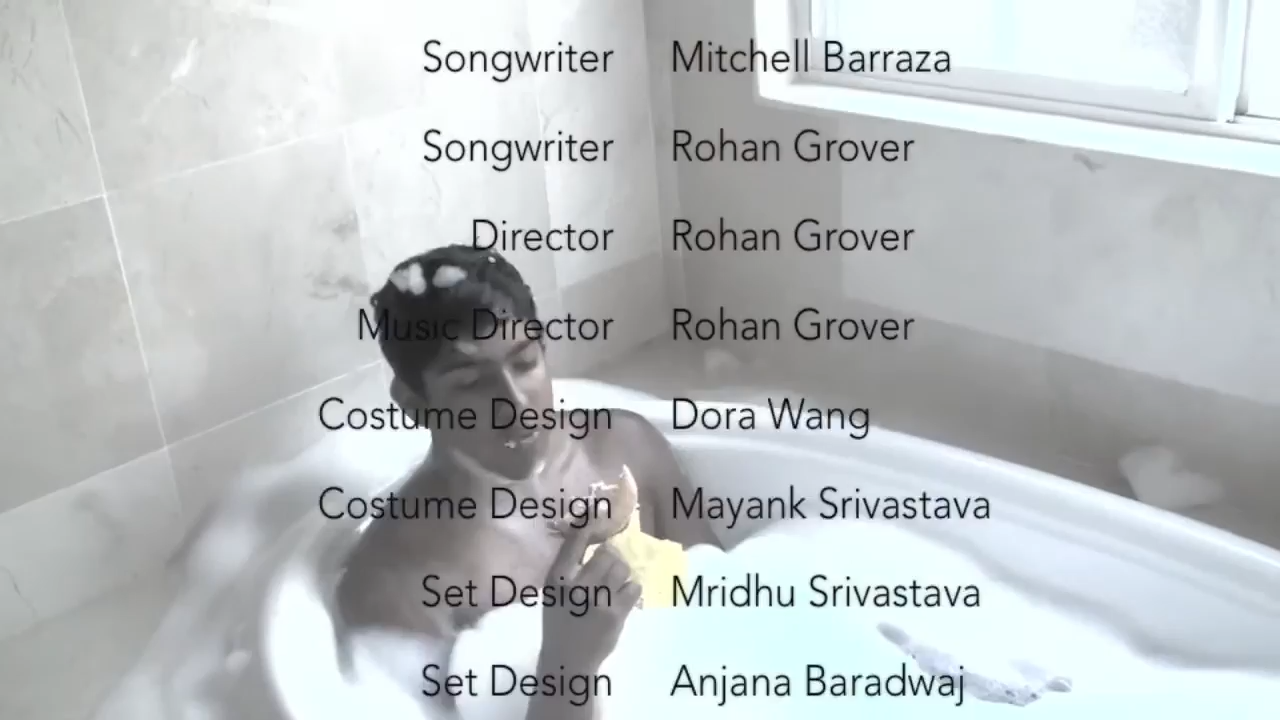 Songwriter Mitchell Barraza
Songwriter Rohan Grover
Director Rohan Grover
Music Director Rohan Grover
Costume Design Dora Wang
Costume Design Mayank Srivastava
Set Design Mridhu Srivastava
Set Design Anjana Baradwaj